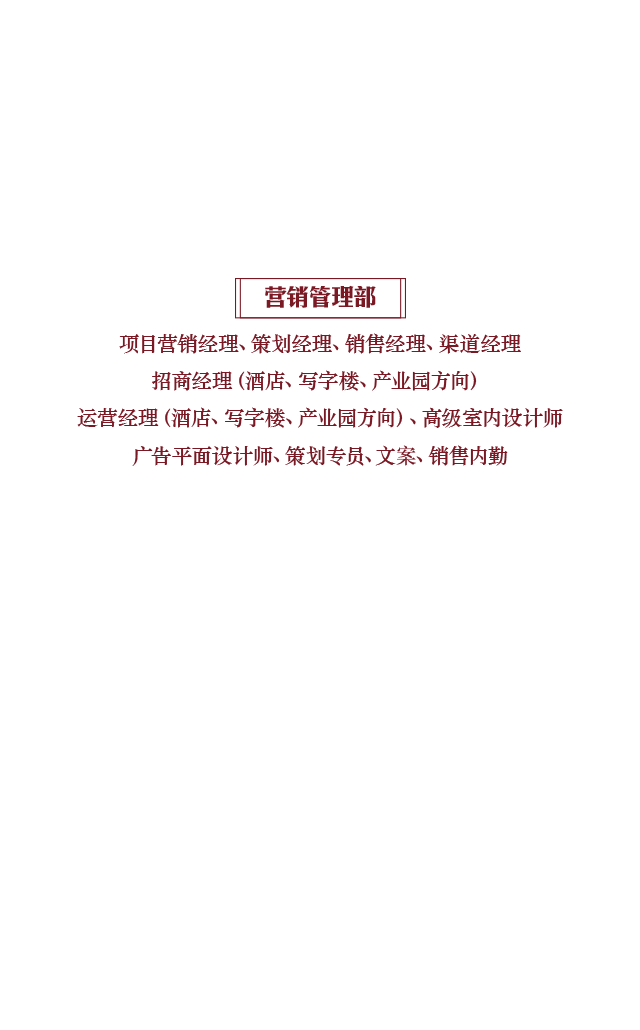 营销管理部
项目营销经理、策划经理、销售经理、渠道经理
招商经理（酒店、写字楼、产业园方向）
运营经理（酒店、写字楼、产业园方向）、高级室内设计师
广告平面设计师、策划专员、文案、销售内勤